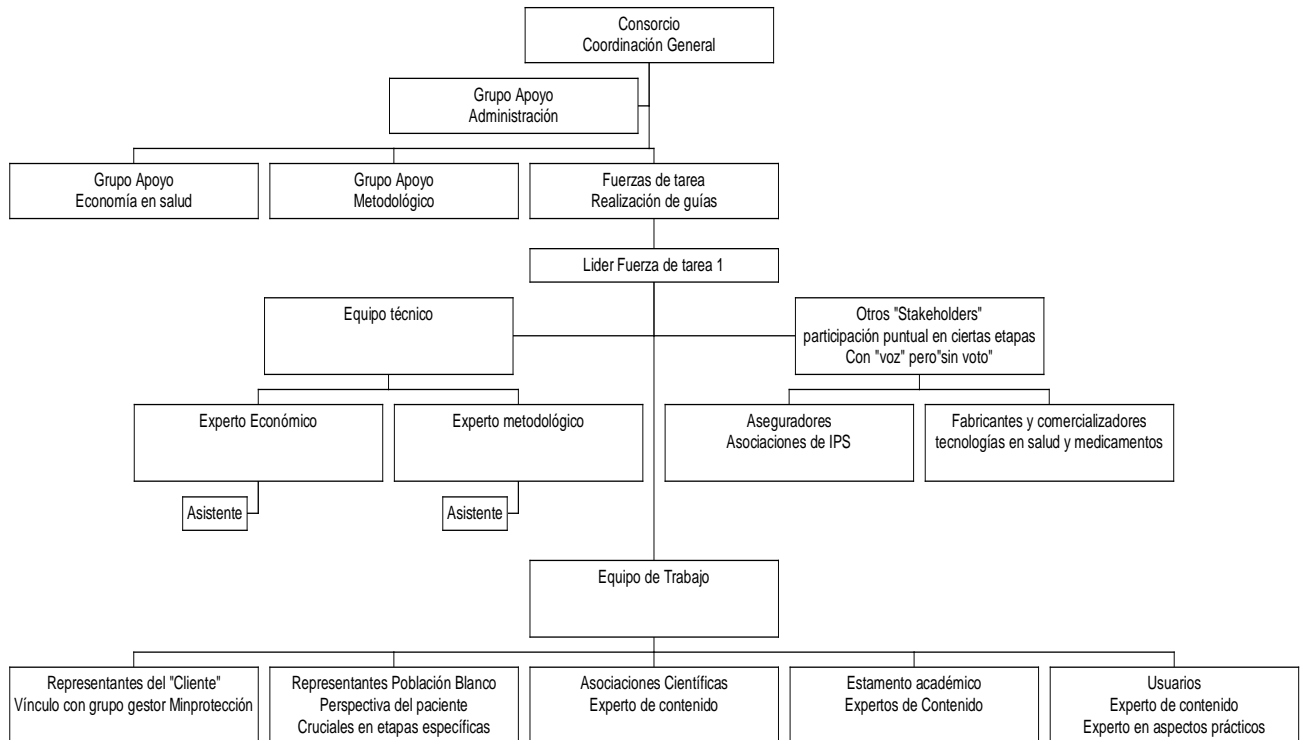 Consorcio
Coordinación General
Grupo Apoyo
Administración
Grupo Apoyo
Economía en salud
Grupo Apoyo
Metodológico
Fuerzas de tarea
Realización de guías
Lider Fuerza de tarea 1
Equipo técnico
Otros "Stakeholders"
participación puntual en ciertas etapas
Con "voz" pero"sin voto"
Experto Económico
Experto metodológico
Aseguradores
Asociaciones de IPS
Fabricantes y comercializadores
tecnologías en salud y medicamentos
Asistente
Asistente
Equipo de Trabajo
Representantes del "Cliente"
Vínculo con grupo gestor Minprotección
Representantes Población Blanco
Perspectiva del paciente
Cruciales en etapas específicas
Asociaciones Científicas
Experto de contenido
Estamento académico
Expertos de Contenido
Usuarios
Experto de contenido
Experto en aspectos prácticos